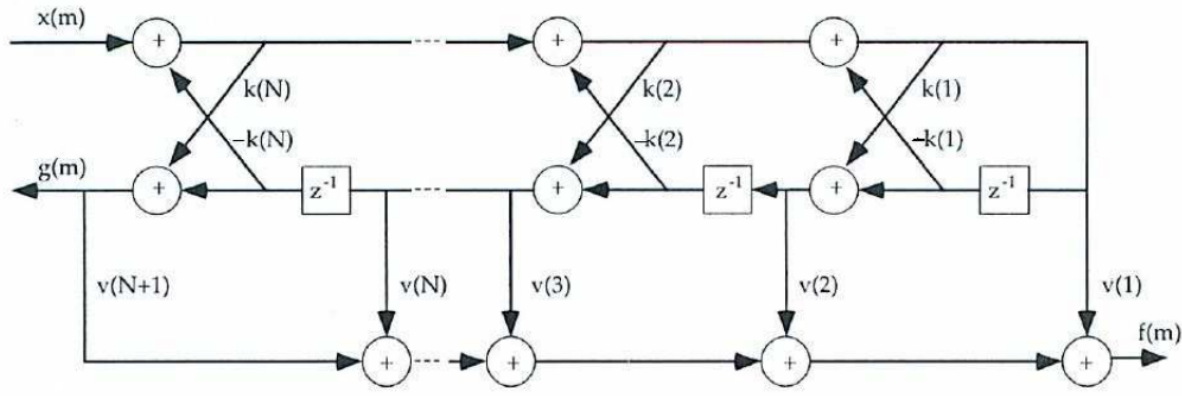 x(m)
+ --- + +
k(N) k(2) k(1)
–k(N) –k(2) –k(1)
g(m)
+ z⁻¹ --- + z⁻¹ + z⁻¹
v(N+1) v(N) v(3) v(2) v(1)
f(m)
+ --- + + +